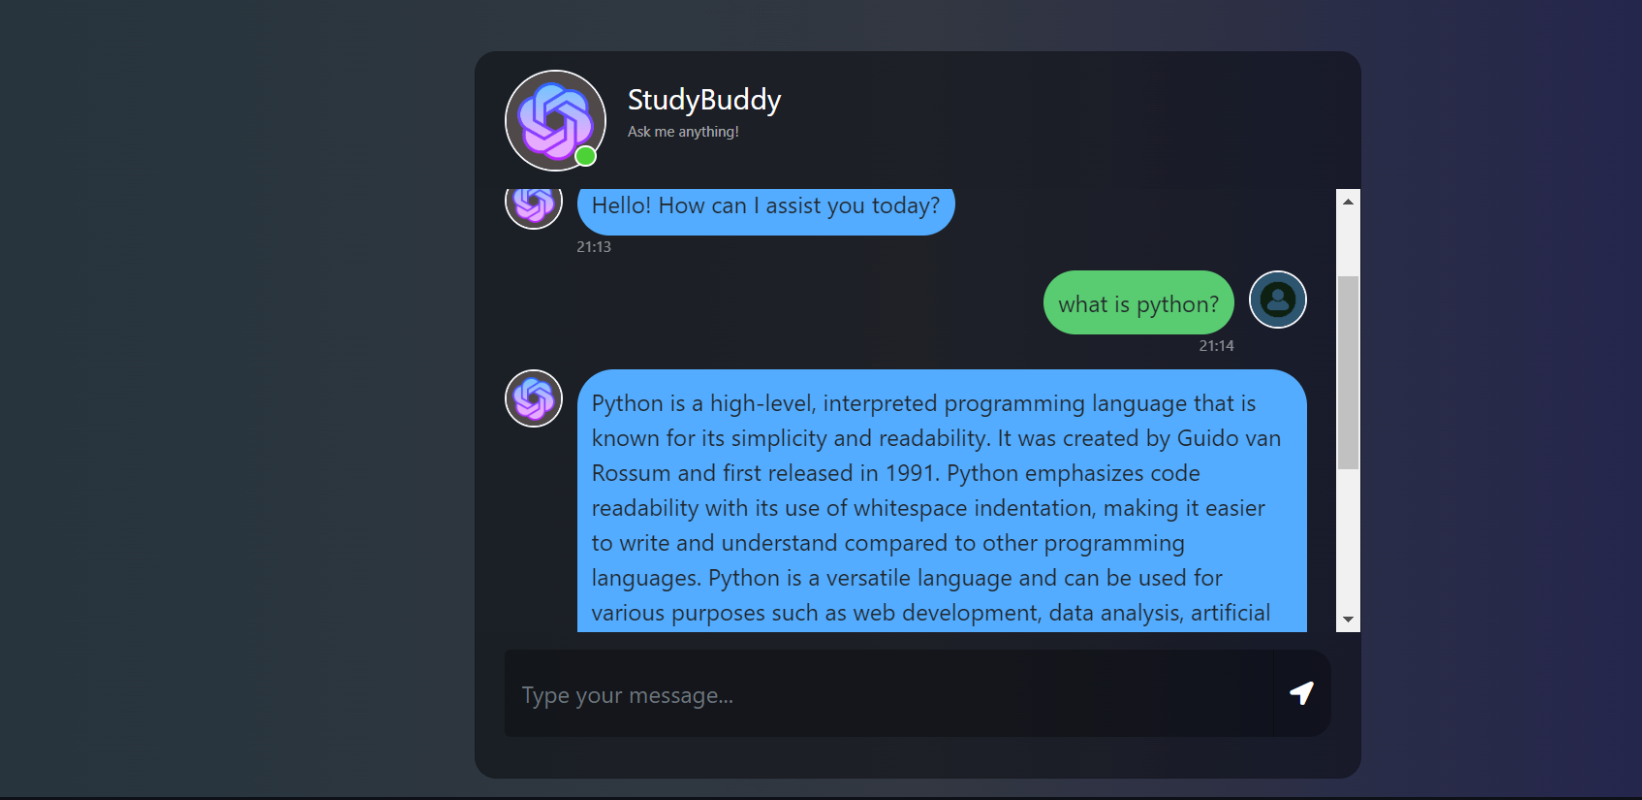 StudyBuddy
Ask me anything!
Hello! How can I assist you today?
21:13
what is python?
21:14
Python is a high-level, interpreted programming language that is
known for its simplicity and readability. It was created by Guido van
Rossum and first released in 1991. Python emphasizes code
readability with its use of whitespace indentation, making it easier
to write and understand compared to other programming
languages. Python is a versatile language and can be used for
various purposes such as web development, data analysis, artificial
Type your message...